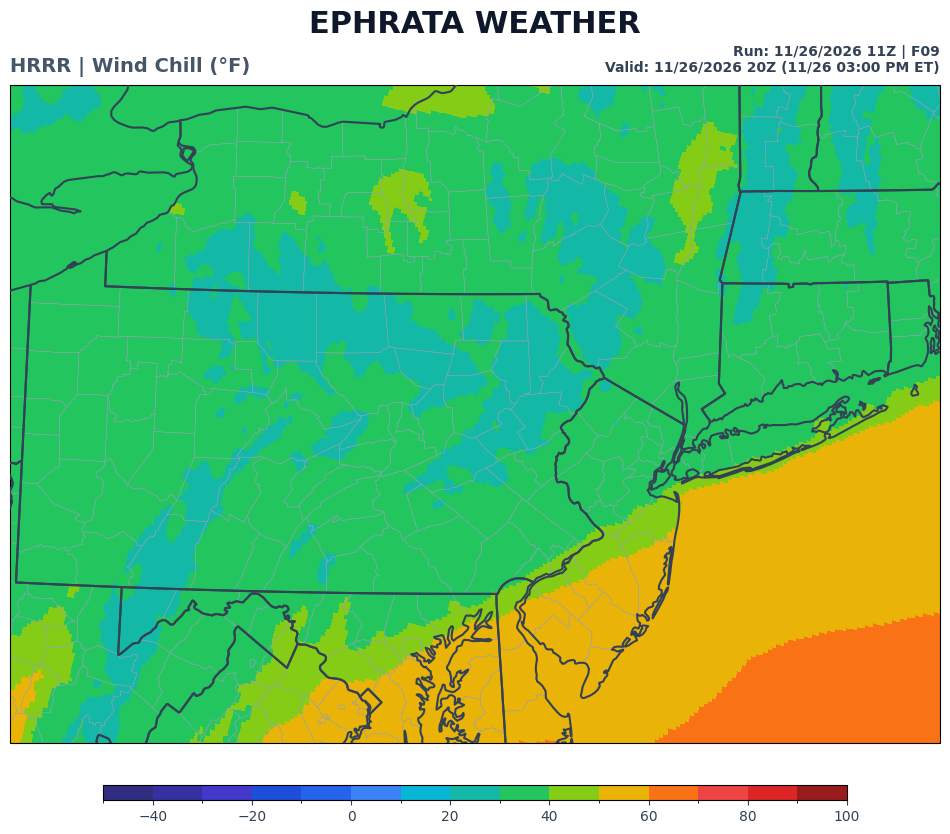 EPHRATA WEATHER
HRRR | Wind Chill (°F)
Run: 11/26/2026 11Z | F09
Valid: 11/26/2026 20Z (11/26 03:00 PM ET)
−40 −20 0 20 40 60 80 100